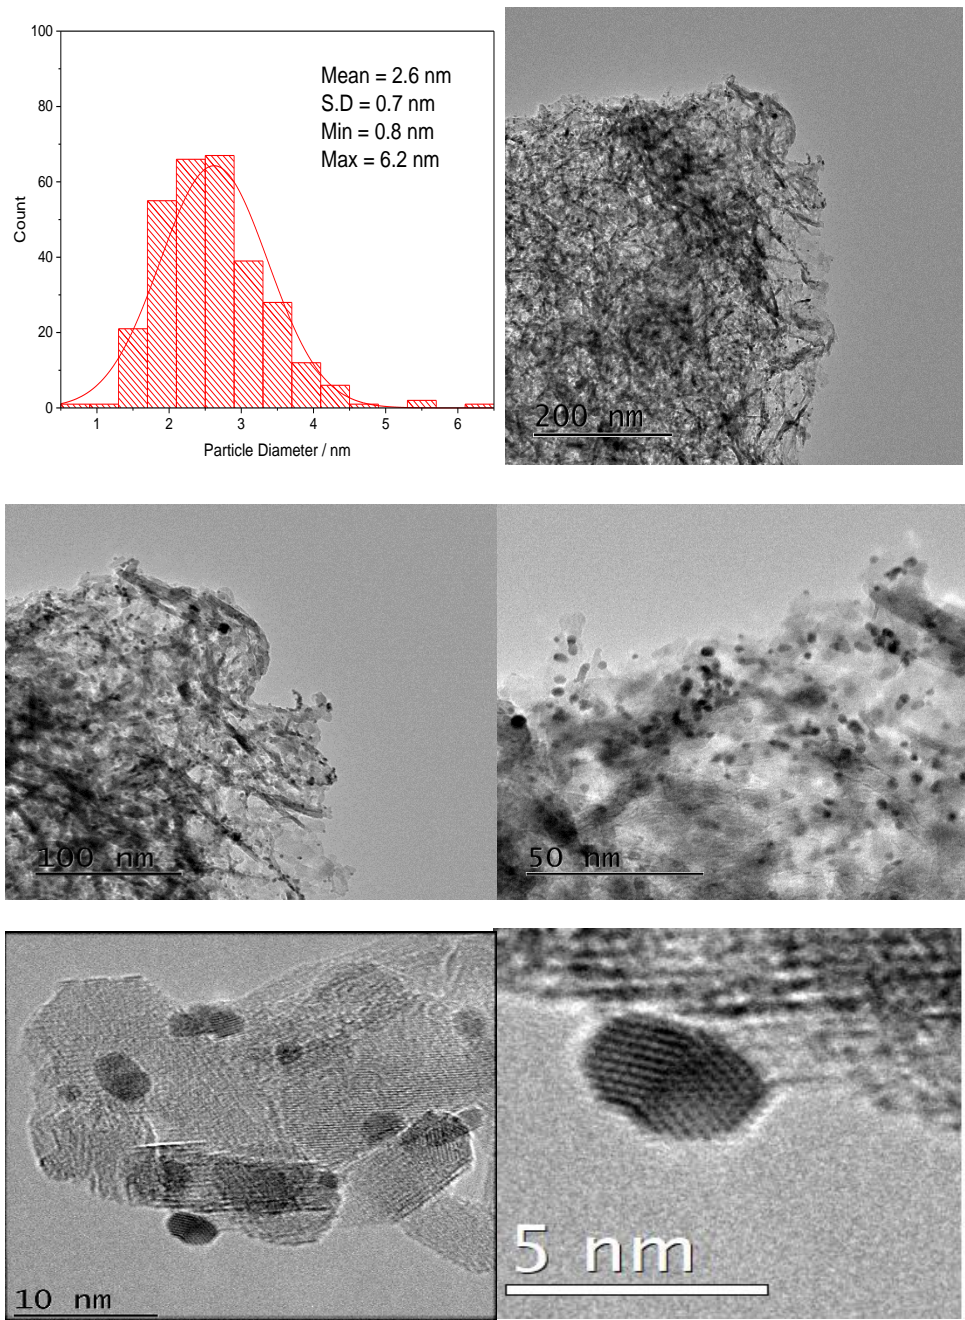 100
80
60
40
20
0
Count
Mean = 2.6 nm
S.D = 0.7 nm
Min = 0.8 nm
Max = 6.2 nm
1 2 3 4 5 6
Particle Diameter / nm
200 nm
100 nm
50 nm
10 nm
5 nm